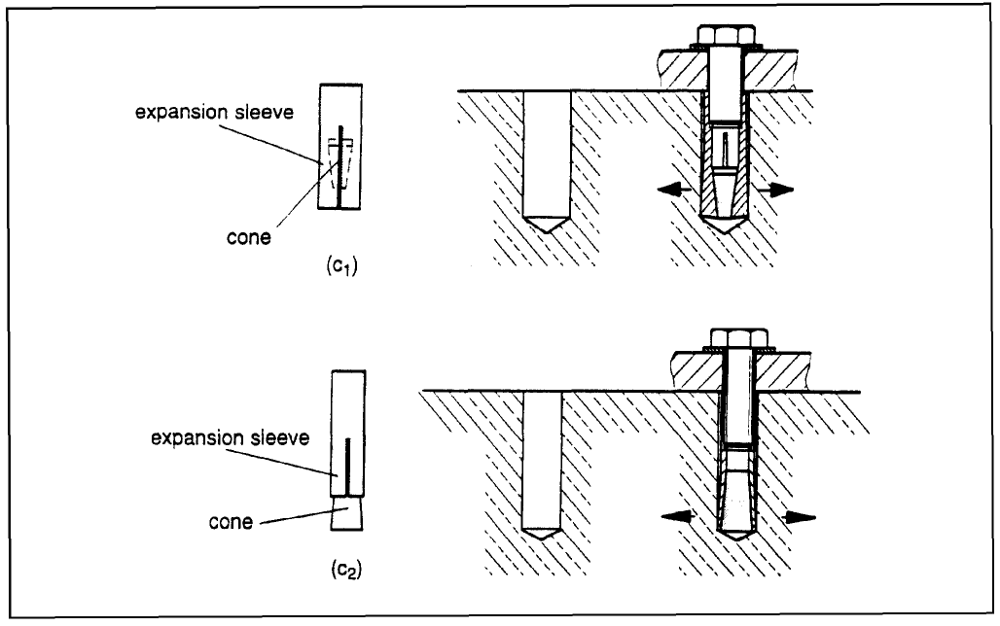 expansion sleeve
cone
(c₁)
expansion sleeve
cone
(c₂)